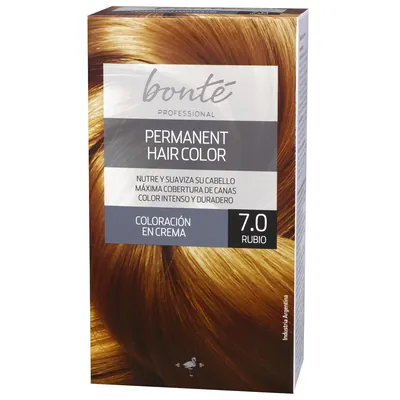 bonté
PROFESSIONAL
PERMANENT
HAIR COLOR
NUTRE Y SUAVIZA SU CABELLO
MÁXIMA COBERTURA DE CANAS
COLOR INTENSO Y DURADERO
COLORACIÓN
EN CREMA
7.0
RUBIO
Industria Argentina